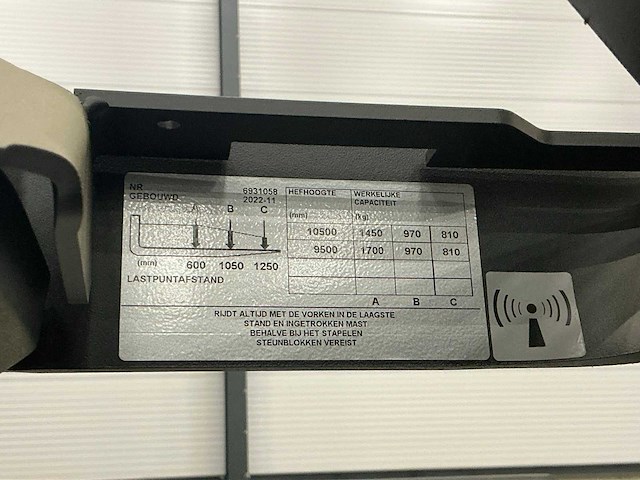 NR 6931058
GEBOUWD 2022-11
A B C
(mm) 600 1050 1250
LASTPUNTAFSTAND
HEFHOOGTE WERKELIJKE
CAPACITEIT
(mm) (kg)
10500 1450 970 810
9500 1700 970 810
A B C
RIJDT ALTIJD MET DE VORKEN IN DE LAAGSTE
STAND EN INGETROKKEN MAST
BEHALVE BIJ HET STAPELEN
STEUNBLOKKEN VEREIST